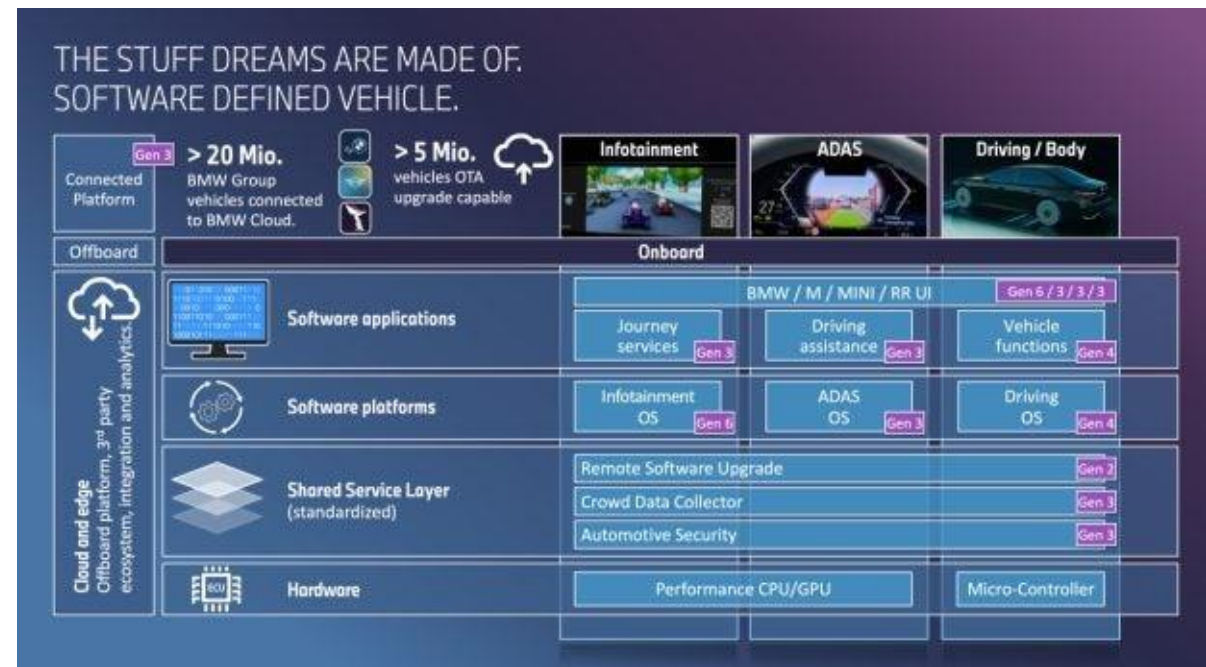 THE STUFF DREAMS ARE MADE OF.
SOFTWARE DEFINED VEHICLE.
Connected
Platform
Gen 3
> 20 Mio.
BMW Group
vehicles connected
to BMW Cloud.
> 5 Mio.
vehicles OTA
upgrade capable
Infotainment
ADAS
27
Driving / Body
Offboard
Onboard
Cloud and edge
Offboard platform, 3rd party
ecosystem, integration and analytics.
Software applications
BMW / M / MINI / RR UI
Gen 6 / 3 / 3 / 3
Journey
services
Gen 3
Driving
assistance
Gen 3
Vehicle
functions
Gen 4
Software platforms
Infotainment
OS
Gen 6
ADAS
OS
Gen 3
Driving
OS
Gen 4
Shared Service Layer
(standardized)
Remote Software Upgrade
Gen 2
Crowd Data Collector
Gen 3
Automotive Security
Gen 3
ECU
Hardware
Performance CPU/GPU
Micro-Controller